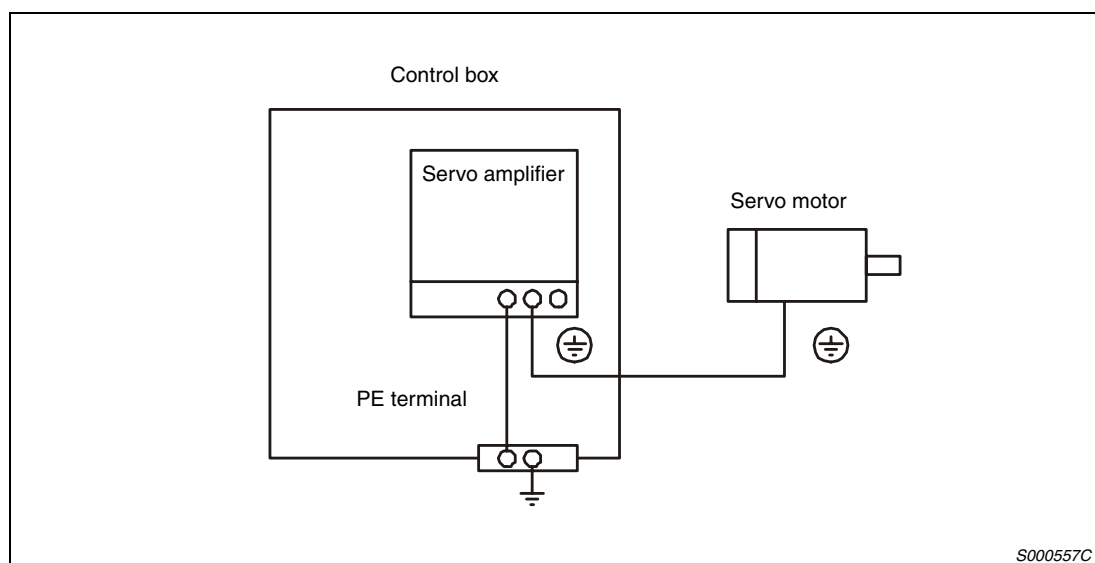 Control box
Servo amplifier
Servo motor
PE terminal
S000557C